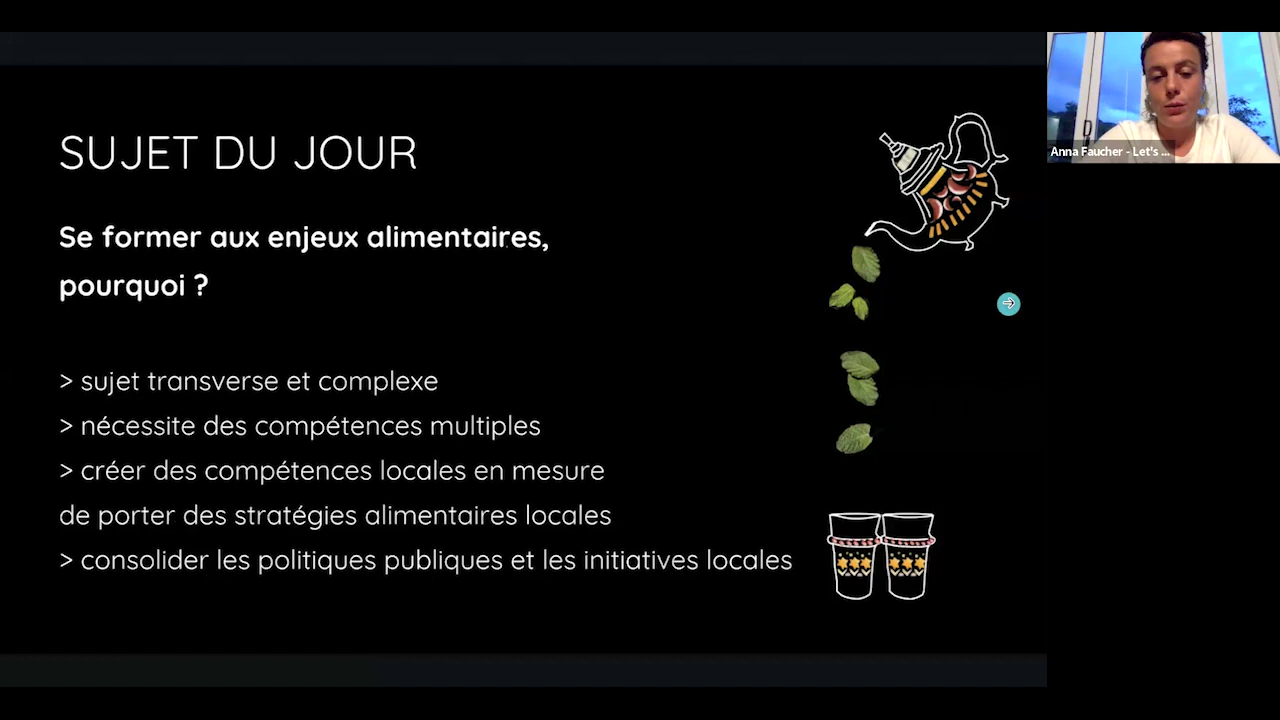 SUJET DU JOUR
Se former aux enjeux alimentaires,
pourquoi ?
> sujet transverse et complexe
> nécessite des compétences multiples
> créer des compétences locales en mesure
de porter des stratégies alimentaires locales
> consolider les politiques publiques et les initiatives locales
Anna Faucher - Let's ...